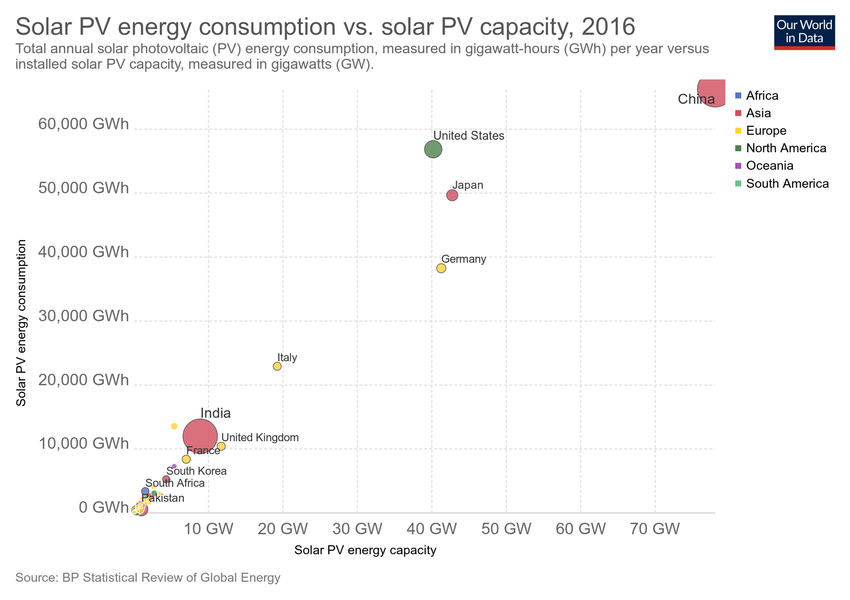 Solar PV energy consumption vs. solar PV capacity, 2016
Total annual solar photovoltaic (PV) energy consumption, measured in gigawatt-hours (GWh) per year versus
installed solar PV capacity, measured in gigawatts (GW).
Our World
in Data
China
Africa
Asia
Europe
North America
Oceania
South America
60,000 GWh
United States
50,000 GWh
Japan
40,000 GWh
Germany
30,000 GWh
Italy
20,000 GWh
India
United Kingdom
10,000 GWh
France
South Korea
South Africa
Pakistan
0 GWh
Solar PV energy consumption
10 GW
20 GW
30 GW
40 GW
50 GW
60 GW
70 GW
Solar PV energy capacity
Source: BP Statistical Review of Global Energy